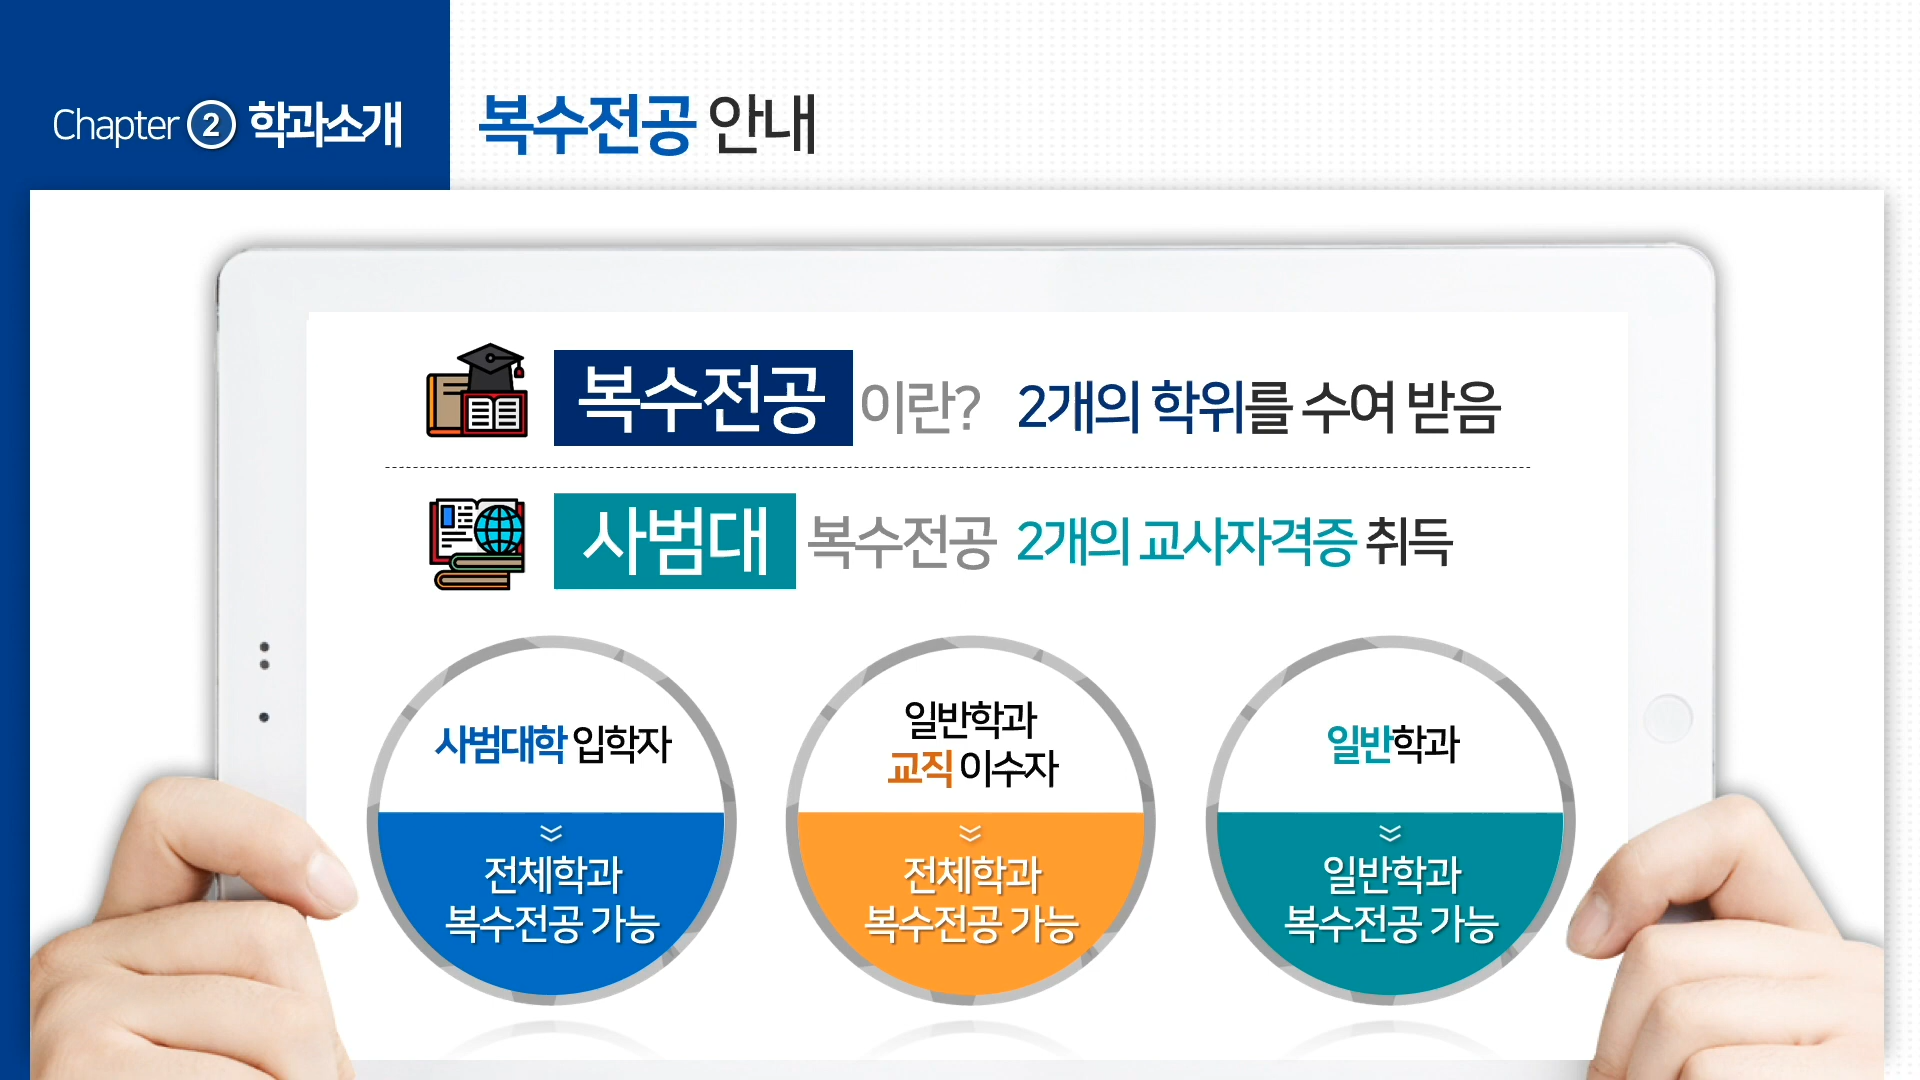 Chapter 2 학과소개
복수전공 안내
복수전공 이란? 2개의 학위를 수여 받음
사범대 복수전공 2개의 교사자격증 취득
사범대학 입학자
전체학과
복수전공 가능
일반학과
교직 이수자
전체학과
복수전공 가능
일반학과
일반학과
복수전공 가능